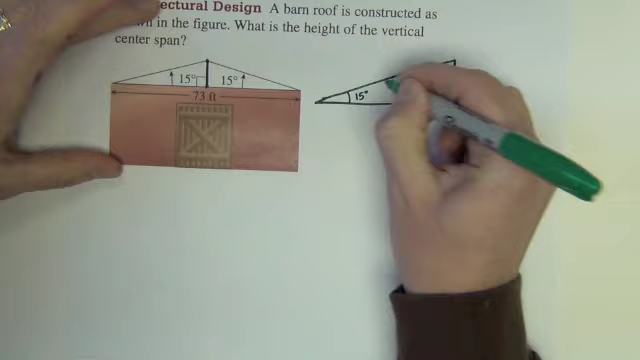 ectural Design A barn roof is constructed as
wn in the figure. What is the height of the vertical
center span?
15° 15°
15°
73 ft